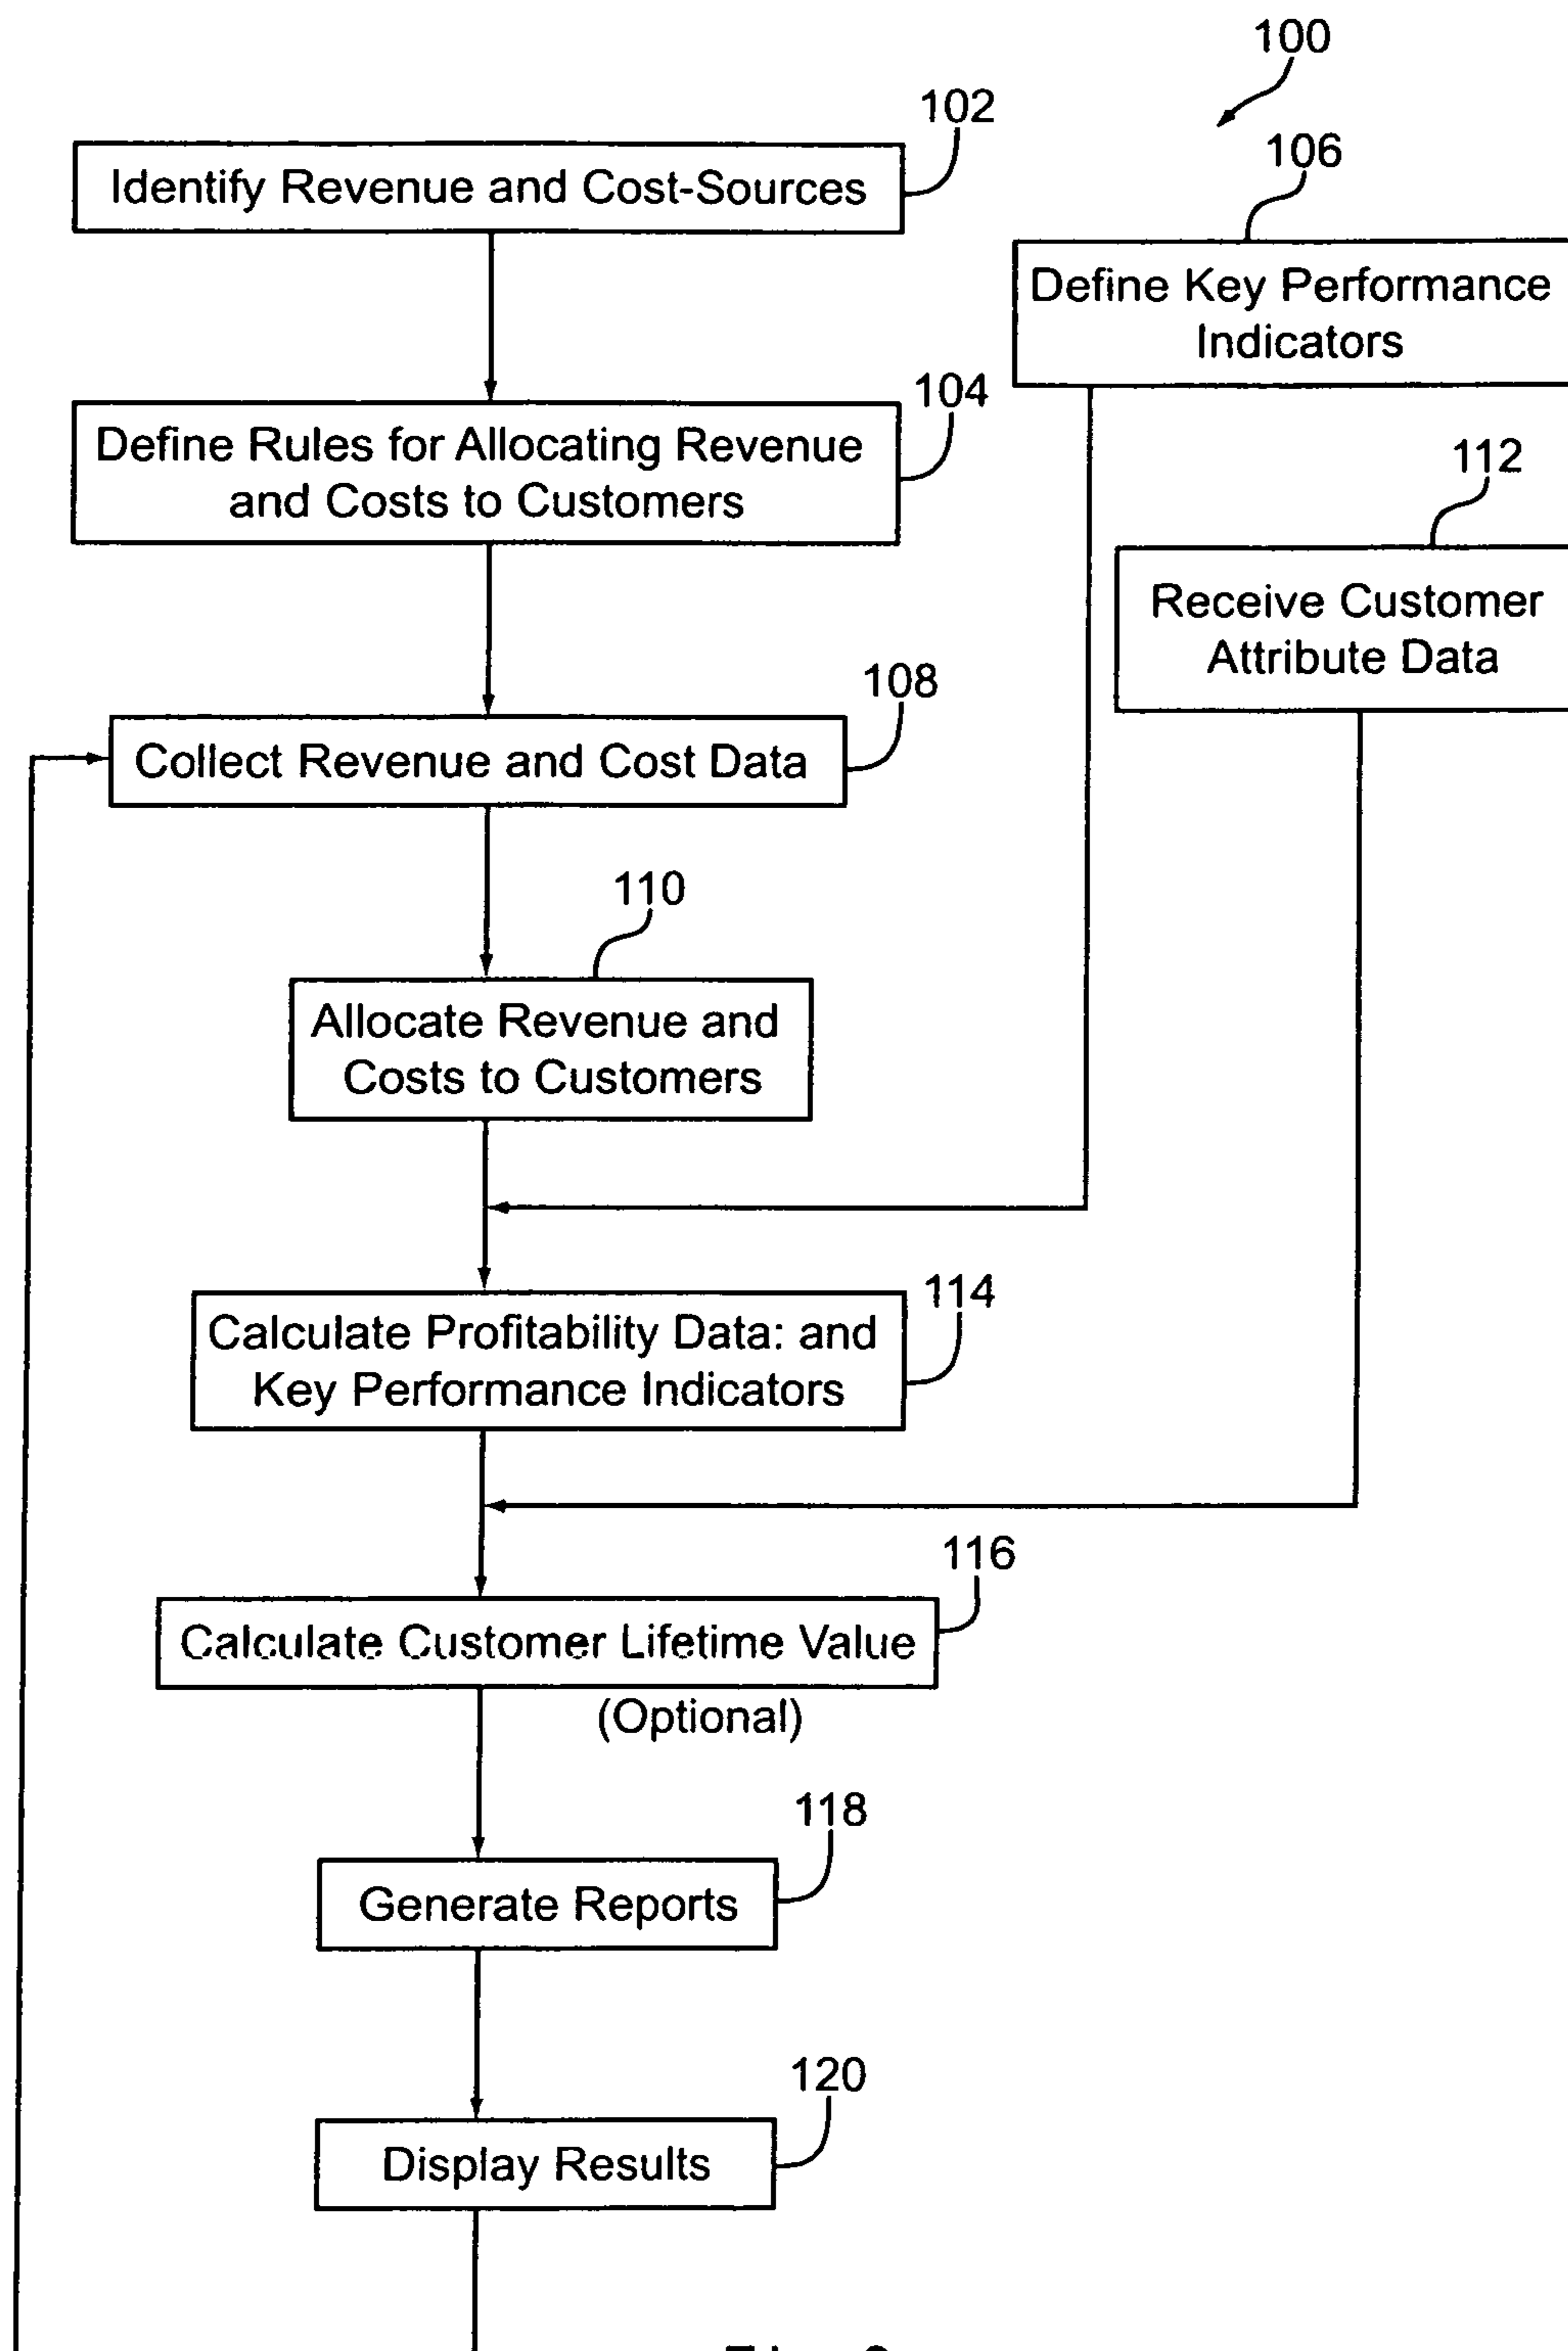 100
102
Identify Revenue and Cost-Sources
106
Define Key Performance
Indicators
104
Define Rules for Allocating Revenue
and Costs to Customers
112
Receive Customer
Attribute Data
108
Collect Revenue and Cost Data
110
Allocate Revenue and
Costs to Customers
114
Calculate Profitability Data: and
Key Performance Indicators
116
Calculate Customer Lifetime Value
(Optional)
118
Generate Reports
120
Display Results